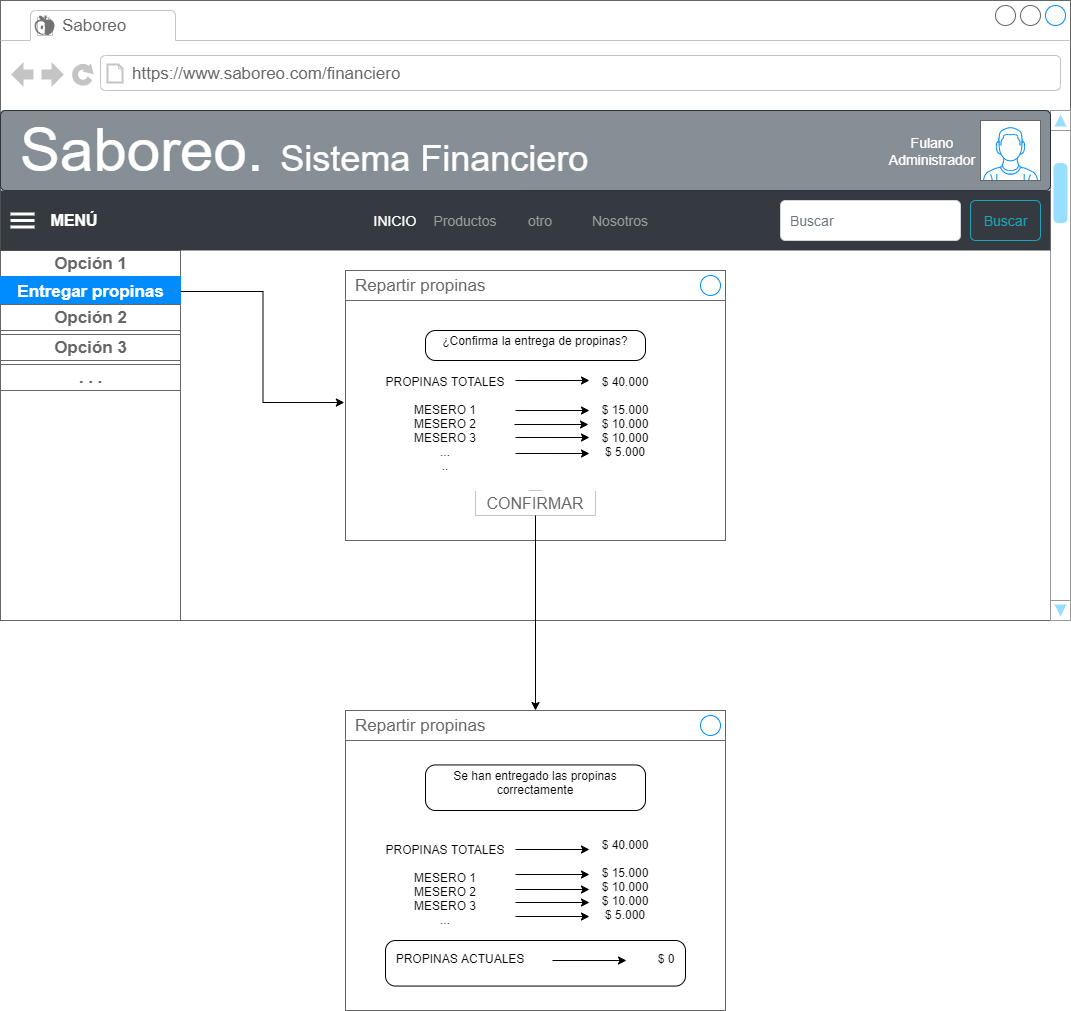 Saboreo
https://www.saboreo.com/financiero
Saboreo. Sistema Financiero
Fulano
Administrador
MENÚ
INICIO Productos otro Nosotros
Buscar Buscar
Opción 1
Entregar propinas
Opción 2
Opción 3
. . .
Repartir propinas
¿Confirma la entrega de propinas?
PROPINAS TOTALES $ 40.000
MESERO 1 $ 15.000
MESERO 2 $ 10.000
MESERO 3 $ 10.000
... $ 5.000
..
CONFIRMAR
Repartir propinas
Se han entregado las propinas
correctamente
PROPINAS TOTALES $ 40.000
MESERO 1 $ 15.000
MESERO 2 $ 10.000
MESERO 3 $ 10.000
... $ 5.000
PROPINAS ACTUALES $ 0